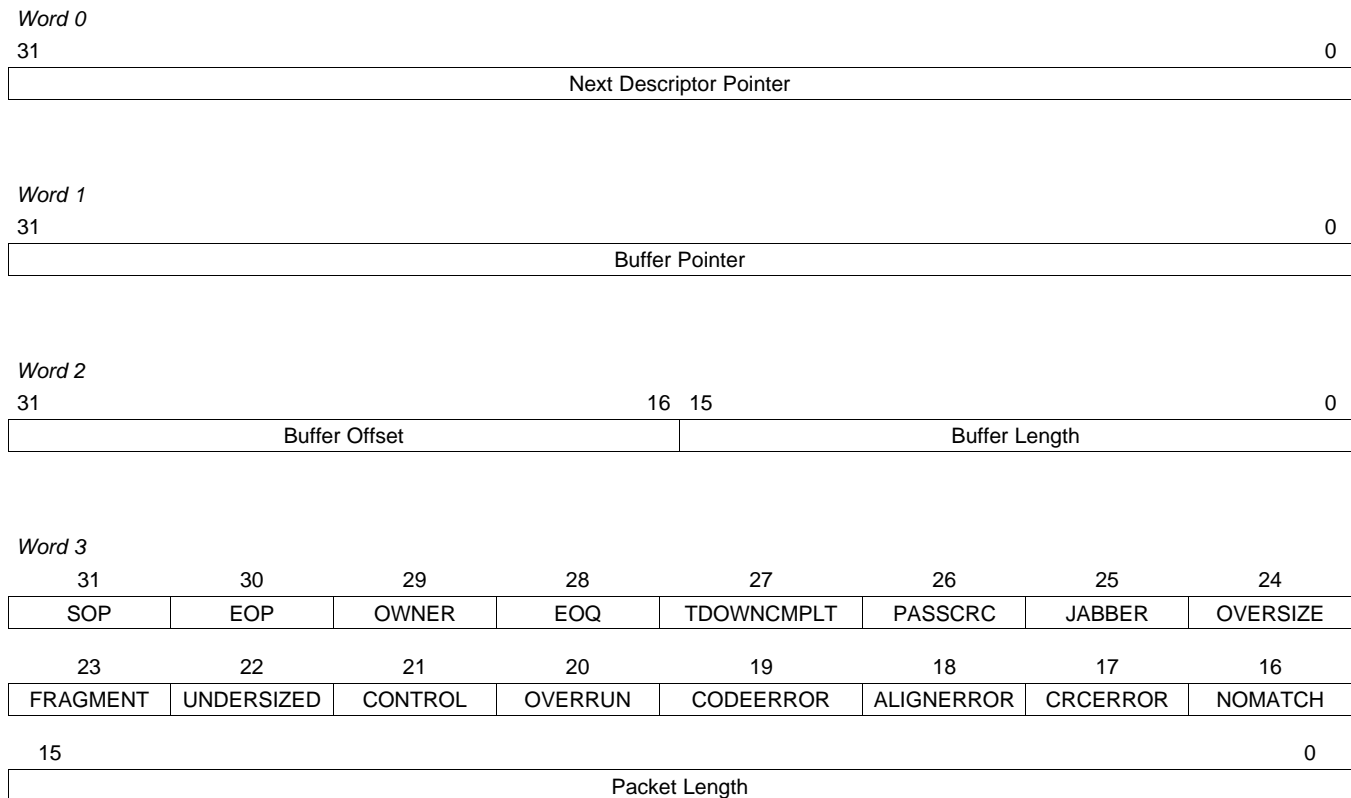 Word 0
31 0
Next Descriptor Pointer
Word 1
31 0
Buffer Pointer
Word 2
31 16 15 0
Buffer Offset Buffer Length
Word 3
31 30 29 28 27 26 25 24
SOP EOP OWNER EOQ TDOWNCMPLT PASSCRC JABBER OVERSIZE
23 22 21 20 19 18 17 16
FRAGMENT UNDERSIZED CONTROL OVERRUN CODEERROR ALIGNERROR CRCERROR NOMATCH
15 0
Packet Length